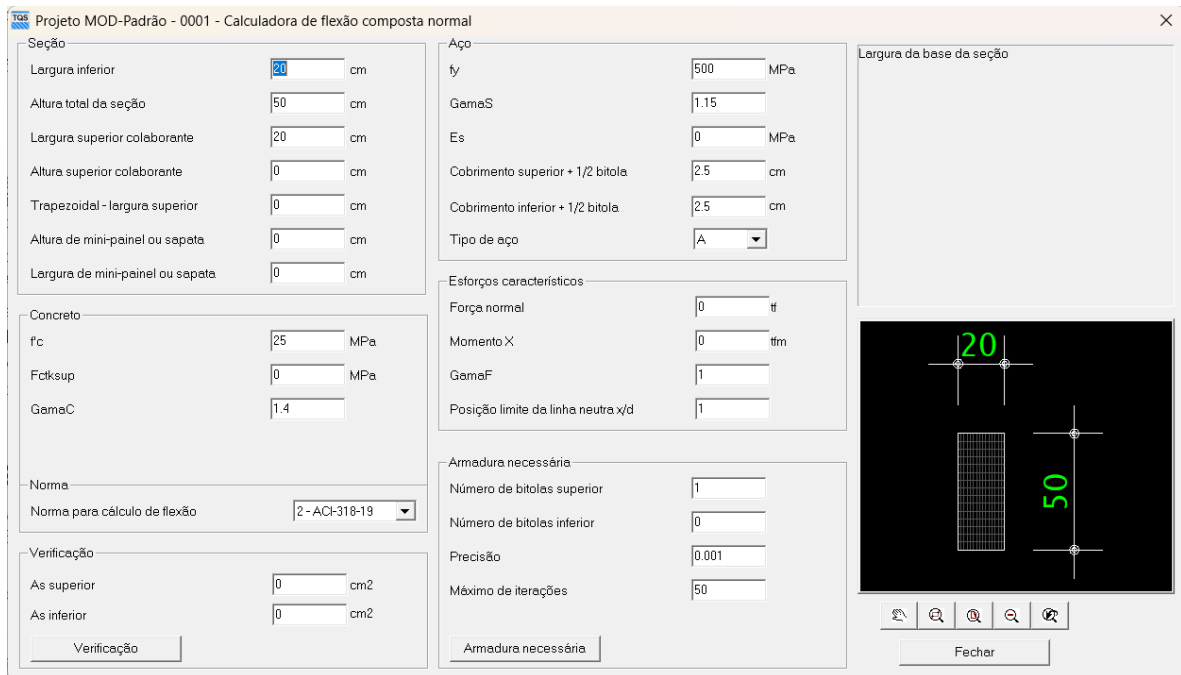 TQS Projeto MOD-Padrão - 0001 - Calculadora de flexão composta normal
Seção
Largura inferior 20 cm
Altura total da seção 50 cm
Largura superior colaborante 20 cm
Altura superior colaborante 0 cm
Trapezoidal - largura superior 0 cm
Altura de mini-painel ou sapata 0 cm
Largura de mini-painel ou sapata 0 cm
Concreto
f'c 25 MPa
Fctksup 0 MPa
GamaC 1.4
Norma
Norma para cálculo de flexão 2 - ACI-318-19
Verificação
As superior 0 cm2
As inferior 0 cm2
Verificação
Aço
fy 500 MPa
GamaS 1.15
Es 0 MPa
Cobrimento superior + 1/2 bitola 2.5 cm
Cobrimento inferior + 1/2 bitola 2.5 cm
Tipo de aço A
Esforços característicos
Força normal 0 tf
Momento X 0 tfm
GamaF 1
Posição limite da linha neutra x/d 1
Armadura necessária
Número de bitolas superior 1
Número de bitolas inferior 0
Precisão 0.001
Máximo de iterações 50
Armadura necessária
Largura da base da seção
20
50
Fechar